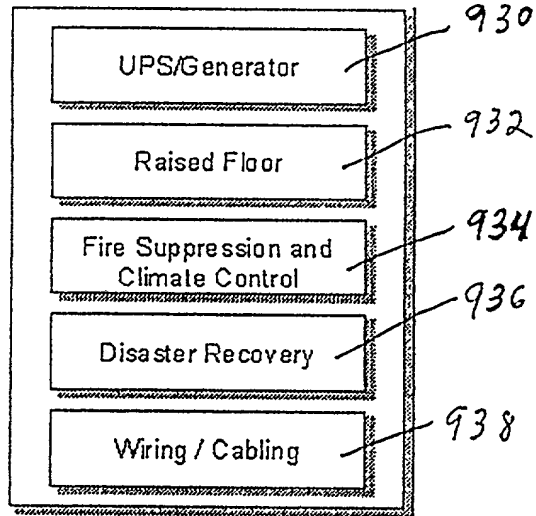 930
UPS/Generator
932
Raised Floor
934
Fire Suppression and
Climate Control
936
Disaster Recovery
938
Wiring / Cabling